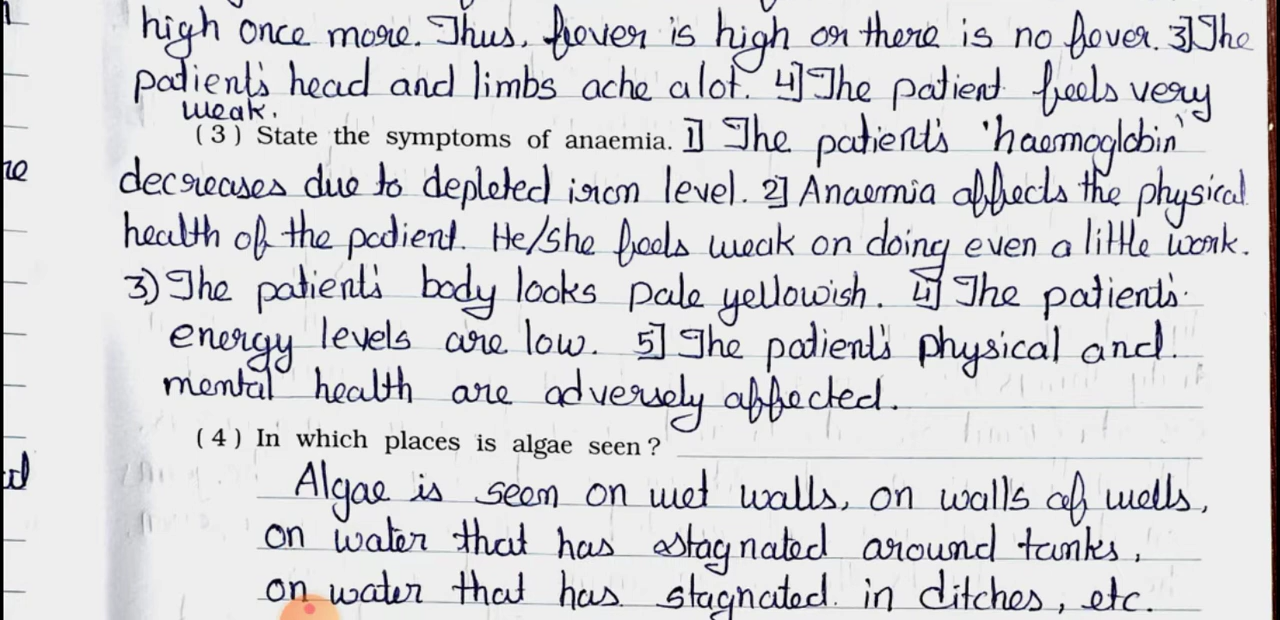 high once more. Thus, fever is high or there is no fever. 3] The
patient's head and limbs ache alot. 4] The patient feels very
weak.
(3) State the symptoms of anaemia. 1] The patient's 'haemoglobin'
decreases due to depleted iron level. 2] Anaemia affects the physical
health of the patient. He/she feels weak on doing even a little work.
3) The patient's body looks pale yellowish. 4] The patient's
energy levels are low. 5] The patient's physical and
mental health are adversely affected.
(4) In which places is algae seen?
Algae is seen on wet walls, on walls of wells,
on water that has stagnated around tanks,
on water that has stagnated in ditches, etc.